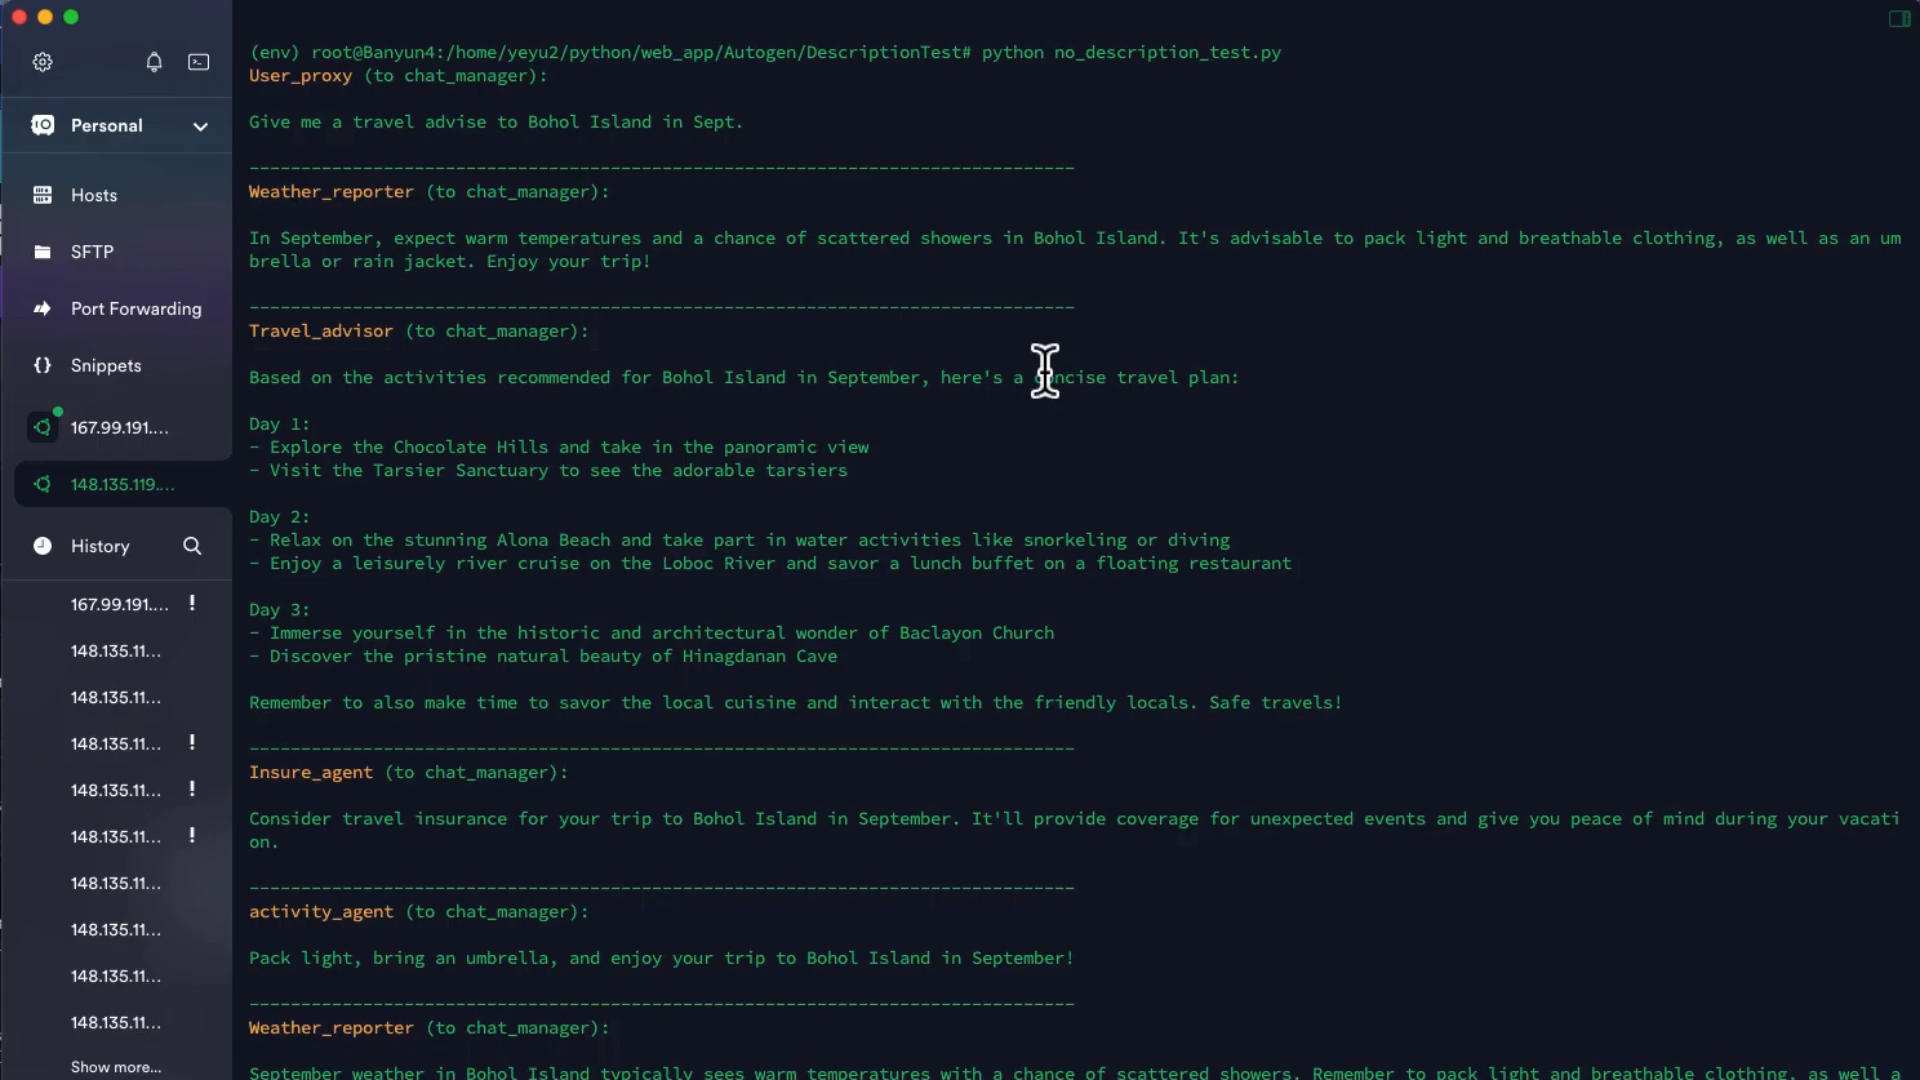 Personal
Hosts
SFTP
Port Forwarding
Snippets
167.99.191....
148.135.119....
History
167.99.191.... !
148.135.11...
148.135.11...
148.135.11... !
148.135.11... !
148.135.11... !
148.135.11...
148.135.11...
148.135.11...
148.135.11...
Show more...
(env) root@Banyun4:/home/yeyu2/python/web_app/Autogen/DescriptionTest# python no_description_test.py
User_proxy (to chat_manager):
Give me a travel advise to Bohol Island in Sept.
--------------------------------------------------------------------------------
Weather_reporter (to chat_manager):
In September, expect warm temperatures and a chance of scattered showers in Bohol Island. It's advisable to pack light and breathable clothing, as well as an um
brella or rain jacket. Enjoy your trip!
--------------------------------------------------------------------------------
Travel_advisor (to chat_manager):
Based on the activities recommended for Bohol Island in September, here's a concise travel plan:
Day 1:
- Explore the Chocolate Hills and take in the panoramic view
- Visit the Tarsier Sanctuary to see the adorable tarsiers
Day 2:
- Relax on the stunning Alona Beach and take part in water activities like snorkeling or diving
- Enjoy a leisurely river cruise on the Loboc River and savor a lunch buffet on a floating restaurant
Day 3:
- Immerse yourself in the historic and architectural wonder of Baclayon Church
- Discover the pristine natural beauty of Hinagdanan Cave
Remember to also make time to savor the local cuisine and interact with the friendly locals. Safe travels!
--------------------------------------------------------------------------------
Insure_agent (to chat_manager):
Consider travel insurance for your trip to Bohol Island in September. It'll provide coverage for unexpected events and give you peace of mind during your vacati
on.
--------------------------------------------------------------------------------
activity_agent (to chat_manager):
Pack light, bring an umbrella, and enjoy your trip to Bohol Island in September!
--------------------------------------------------------------------------------
Weather_reporter (to chat_manager):
September weather in Bohol Island typically sees warm temperatures with a chance of scattered showers. Remember to pack light and breathable clothing, as well a